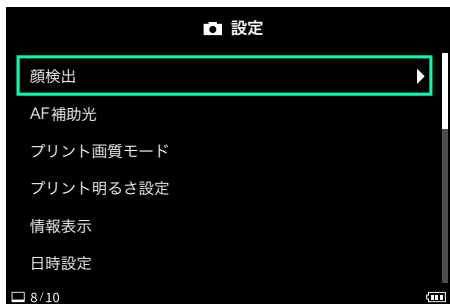 設定
顔検出
AF補助光
プリント画質モード
プリント明るさ設定
情報表示
日時設定
8/10